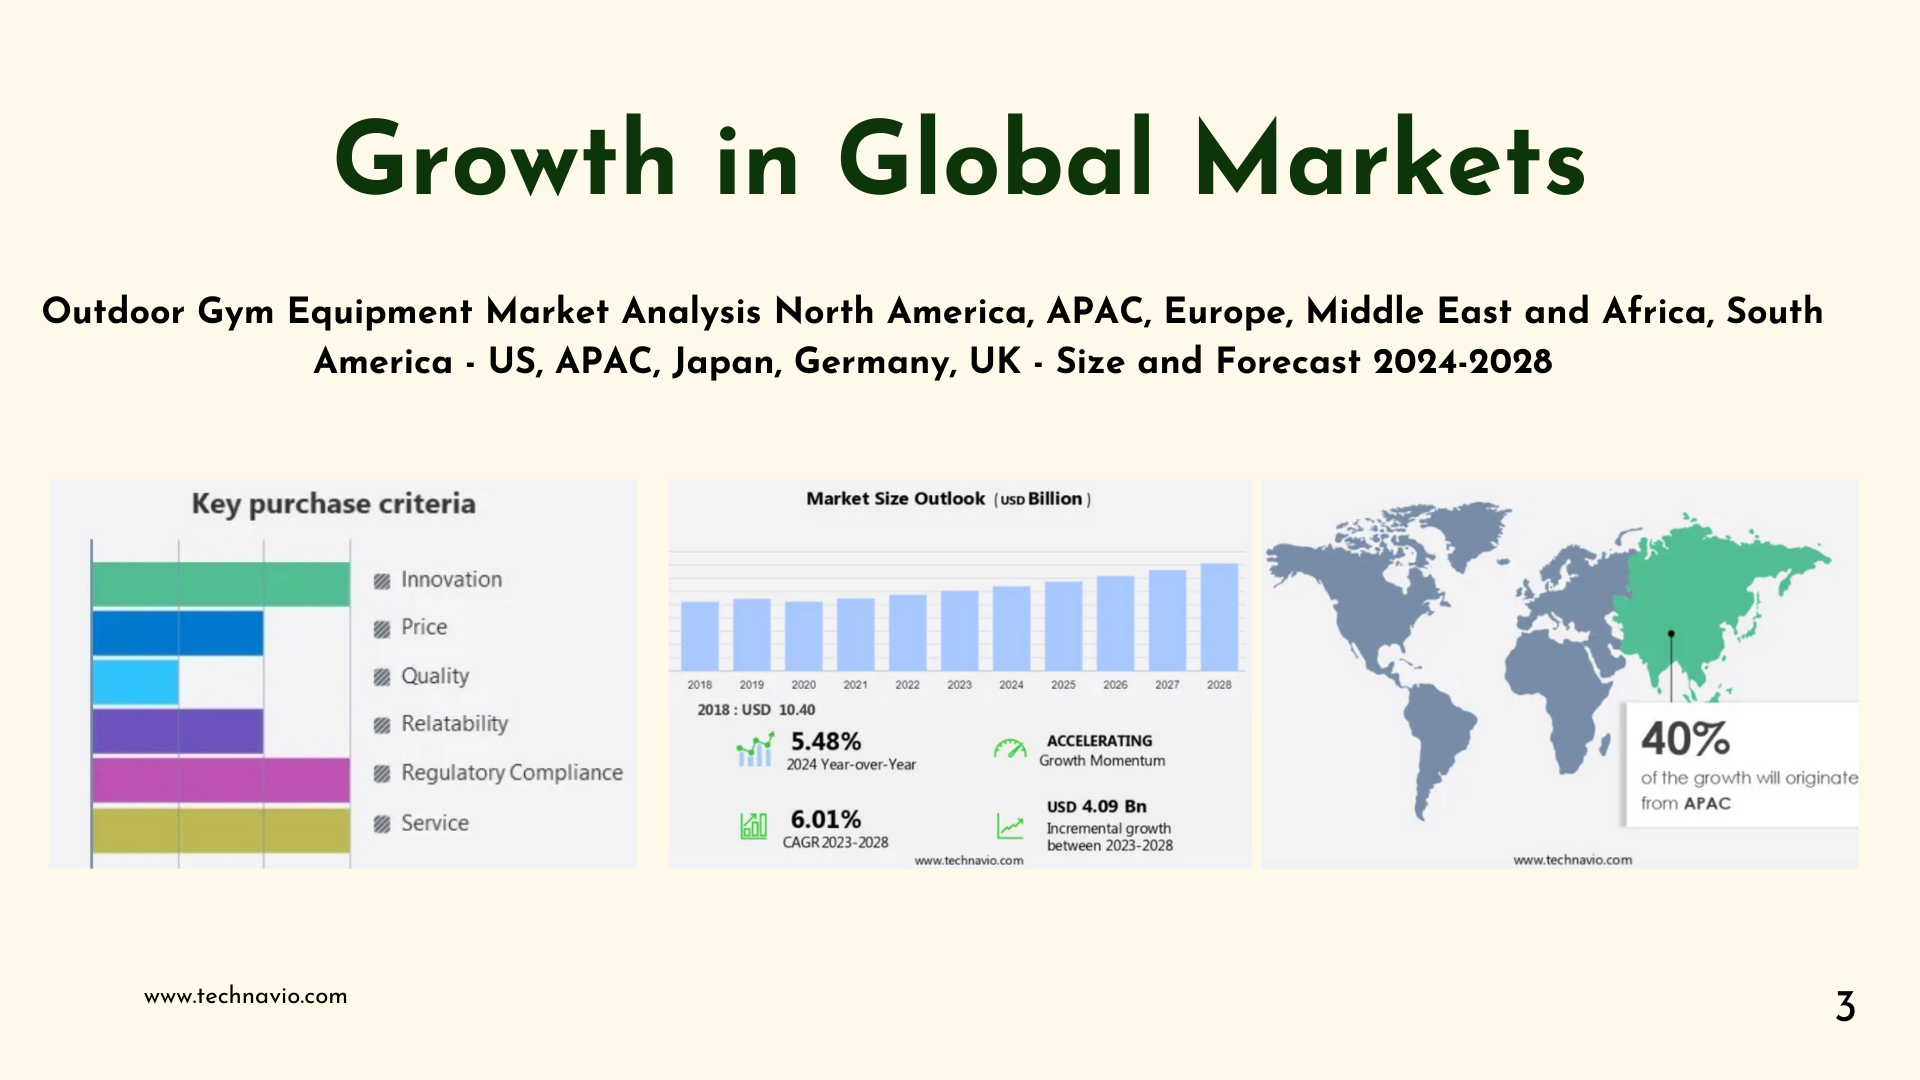 Growth in Global Markets
Outdoor Gym Equipment Market Analysis North America, APAC, Europe, Middle East and Africa, South
America - US, APAC, Japan, Germany, UK - Size and Forecast 2024-2028
Key purchase criteria
Innovation
Price
Quality
Relatability
Regulatory Compliance
Service
Market Size Outlook (USD Billion)
2018 2019 2020 2021 2022 2023 2024 2025 2026 2027 2028
2018 : USD 10.40
5.48%
2024 Year-over-Year
ACCELERATING
Growth Momentum
6.01%
CAGR 2023-2028
USD 4.09 Bn
Incremental growth
between 2023-2028
www.technavio.com
40%
of the growth will originate
from APAC
www.technavio.com
www.technavio.com
3